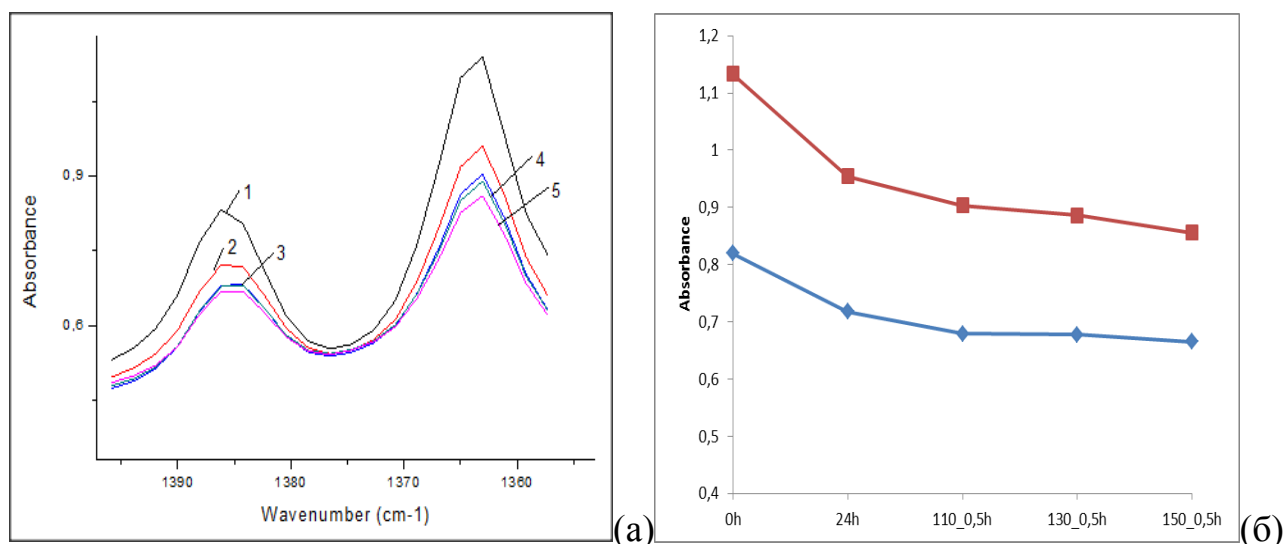 Absorbance
0,9
0,6
1
2
3
4
5
1390
1380
1370
1360
Wavenumber (cm-1)
(a)
Absorbance
1,2
1,1
1
0,9
0,8
0,7
0,6
0,5
0,4
0h
24h
110_0,5h
130_0,5h
150_0,5h
(б)